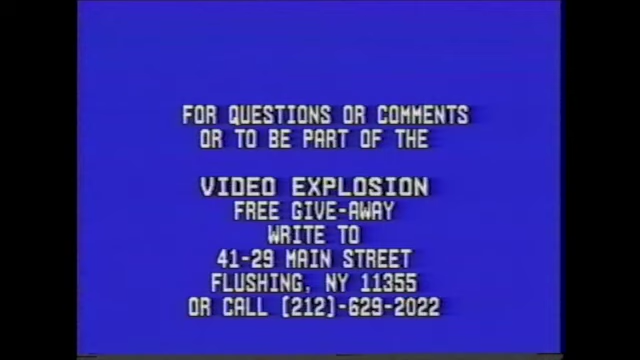 FOR QUESTIONS OR COMMENTS
OR TO BE PART OF THE
VIDEO EXPLOSION
FREE GIVE-AWAY
WRITE TO
41-29 MAIN STREET
FLUSHING, NY 11355
OR CALL (212)-629-2022